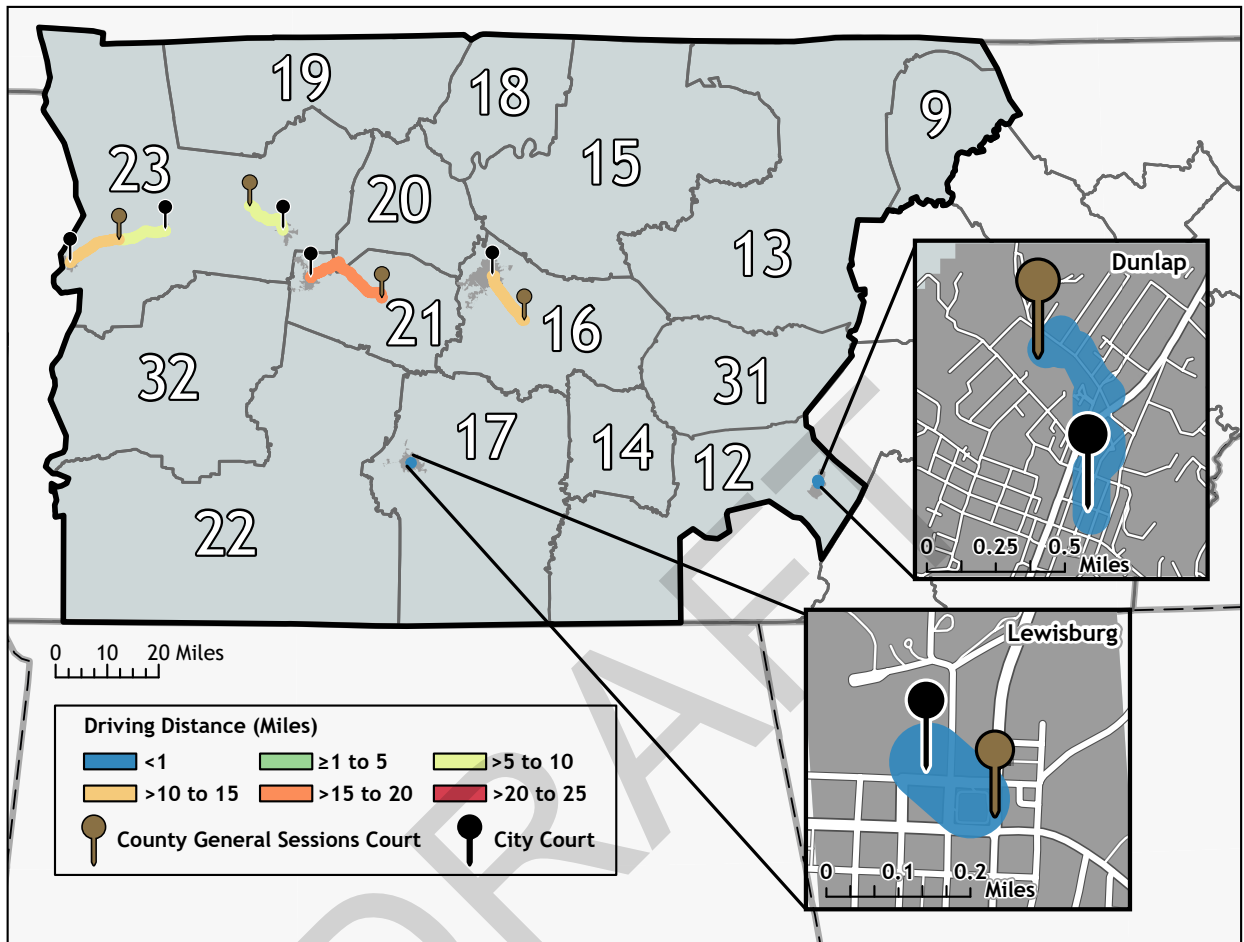 19
18
9
15
23
20
13
Dunlap
21
16
32
31
17
14
12
22
0 0.25 0.5
Miles
Lewisburg
0 10 20 Miles
Driving Distance (Miles)
<1 ≥1 to 5 >5 to 10
>10 to 15 >15 to 20 >20 to 25
County General Sessions Court City Court
0 0.1 0.2
Miles
DRAFT